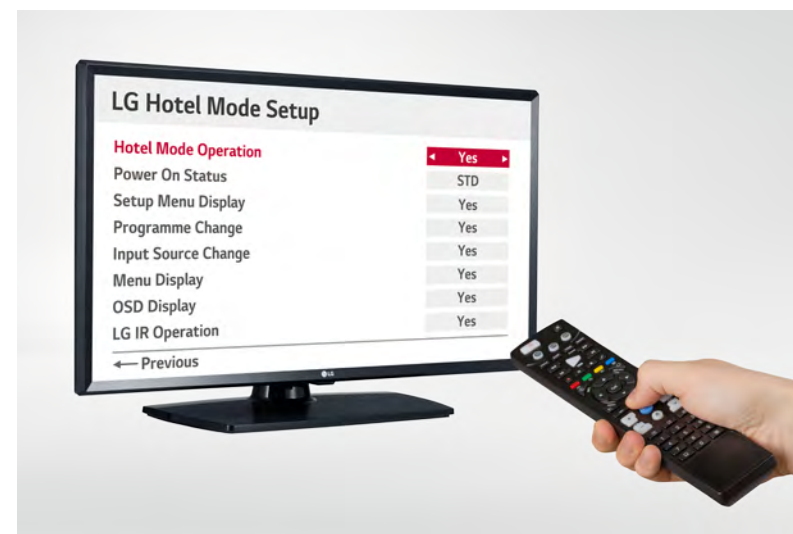 LG Hotel Mode Setup
Hotel Mode Operation Yes
Power On Status STD
Setup Menu Display Yes
Programme Change Yes
Input Source Change Yes
Menu Display Yes
OSD Display Yes
LG IR Operation Yes
Previous
LG